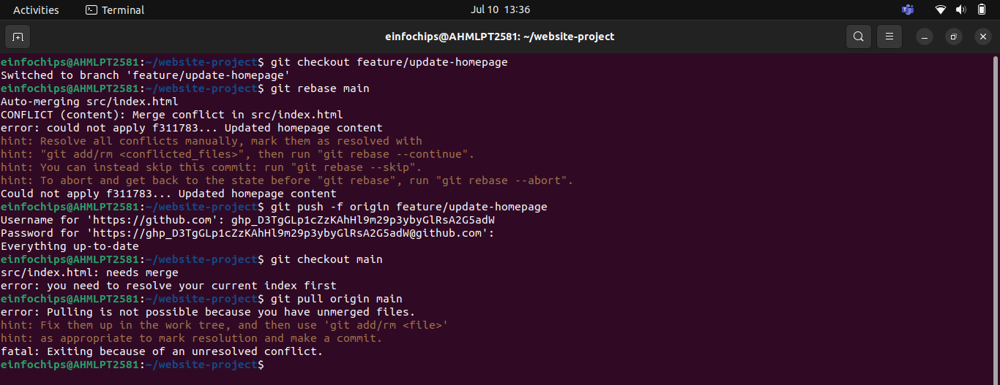 Activities Terminal Jul 10 13:36
einfochips@AHMLPT2581: ~/website-project
einfochips@AHMLPT2581:~/website-project$ git checkout feature/update-homepage
Switched to branch 'feature/update-homepage'
einfochips@AHMLPT2581:~/website-project$ git rebase main
Auto-merging src/index.html
CONFLICT (content): Merge conflict in src/index.html
error: could not apply f311783... Updated homepage content
hint: Resolve all conflicts manually, mark them as resolved with
hint: "git add/rm <conflicted_files>", then run "git rebase --continue".
hint: You can instead skip this commit: run "git rebase --skip".
hint: To abort and get back to the state before "git rebase", run "git rebase --abort".
Could not apply f311783... Updated homepage content
einfochips@AHMLPT2581:~/website-project$ git push -f origin feature/update-homepage
Username for 'https://github.com': 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
Password for 'https://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@github.com':
Everything up-to-date
einfochips@AHMLPT2581:~/website-project$ git checkout main
src/index.html: needs merge
error: you need to resolve your current index first
einfochips@AHMLPT2581:~/website-project$ git pull origin main
error: Pulling is not possible because you have unmerged files.
hint: Fix them up in the work tree, and then use 'git add/rm <file>'
hint: as appropriate to mark resolution and make a commit.
fatal: Exiting because of an unresolved conflict.
einfochips@AHMLPT2581:~/website-project$